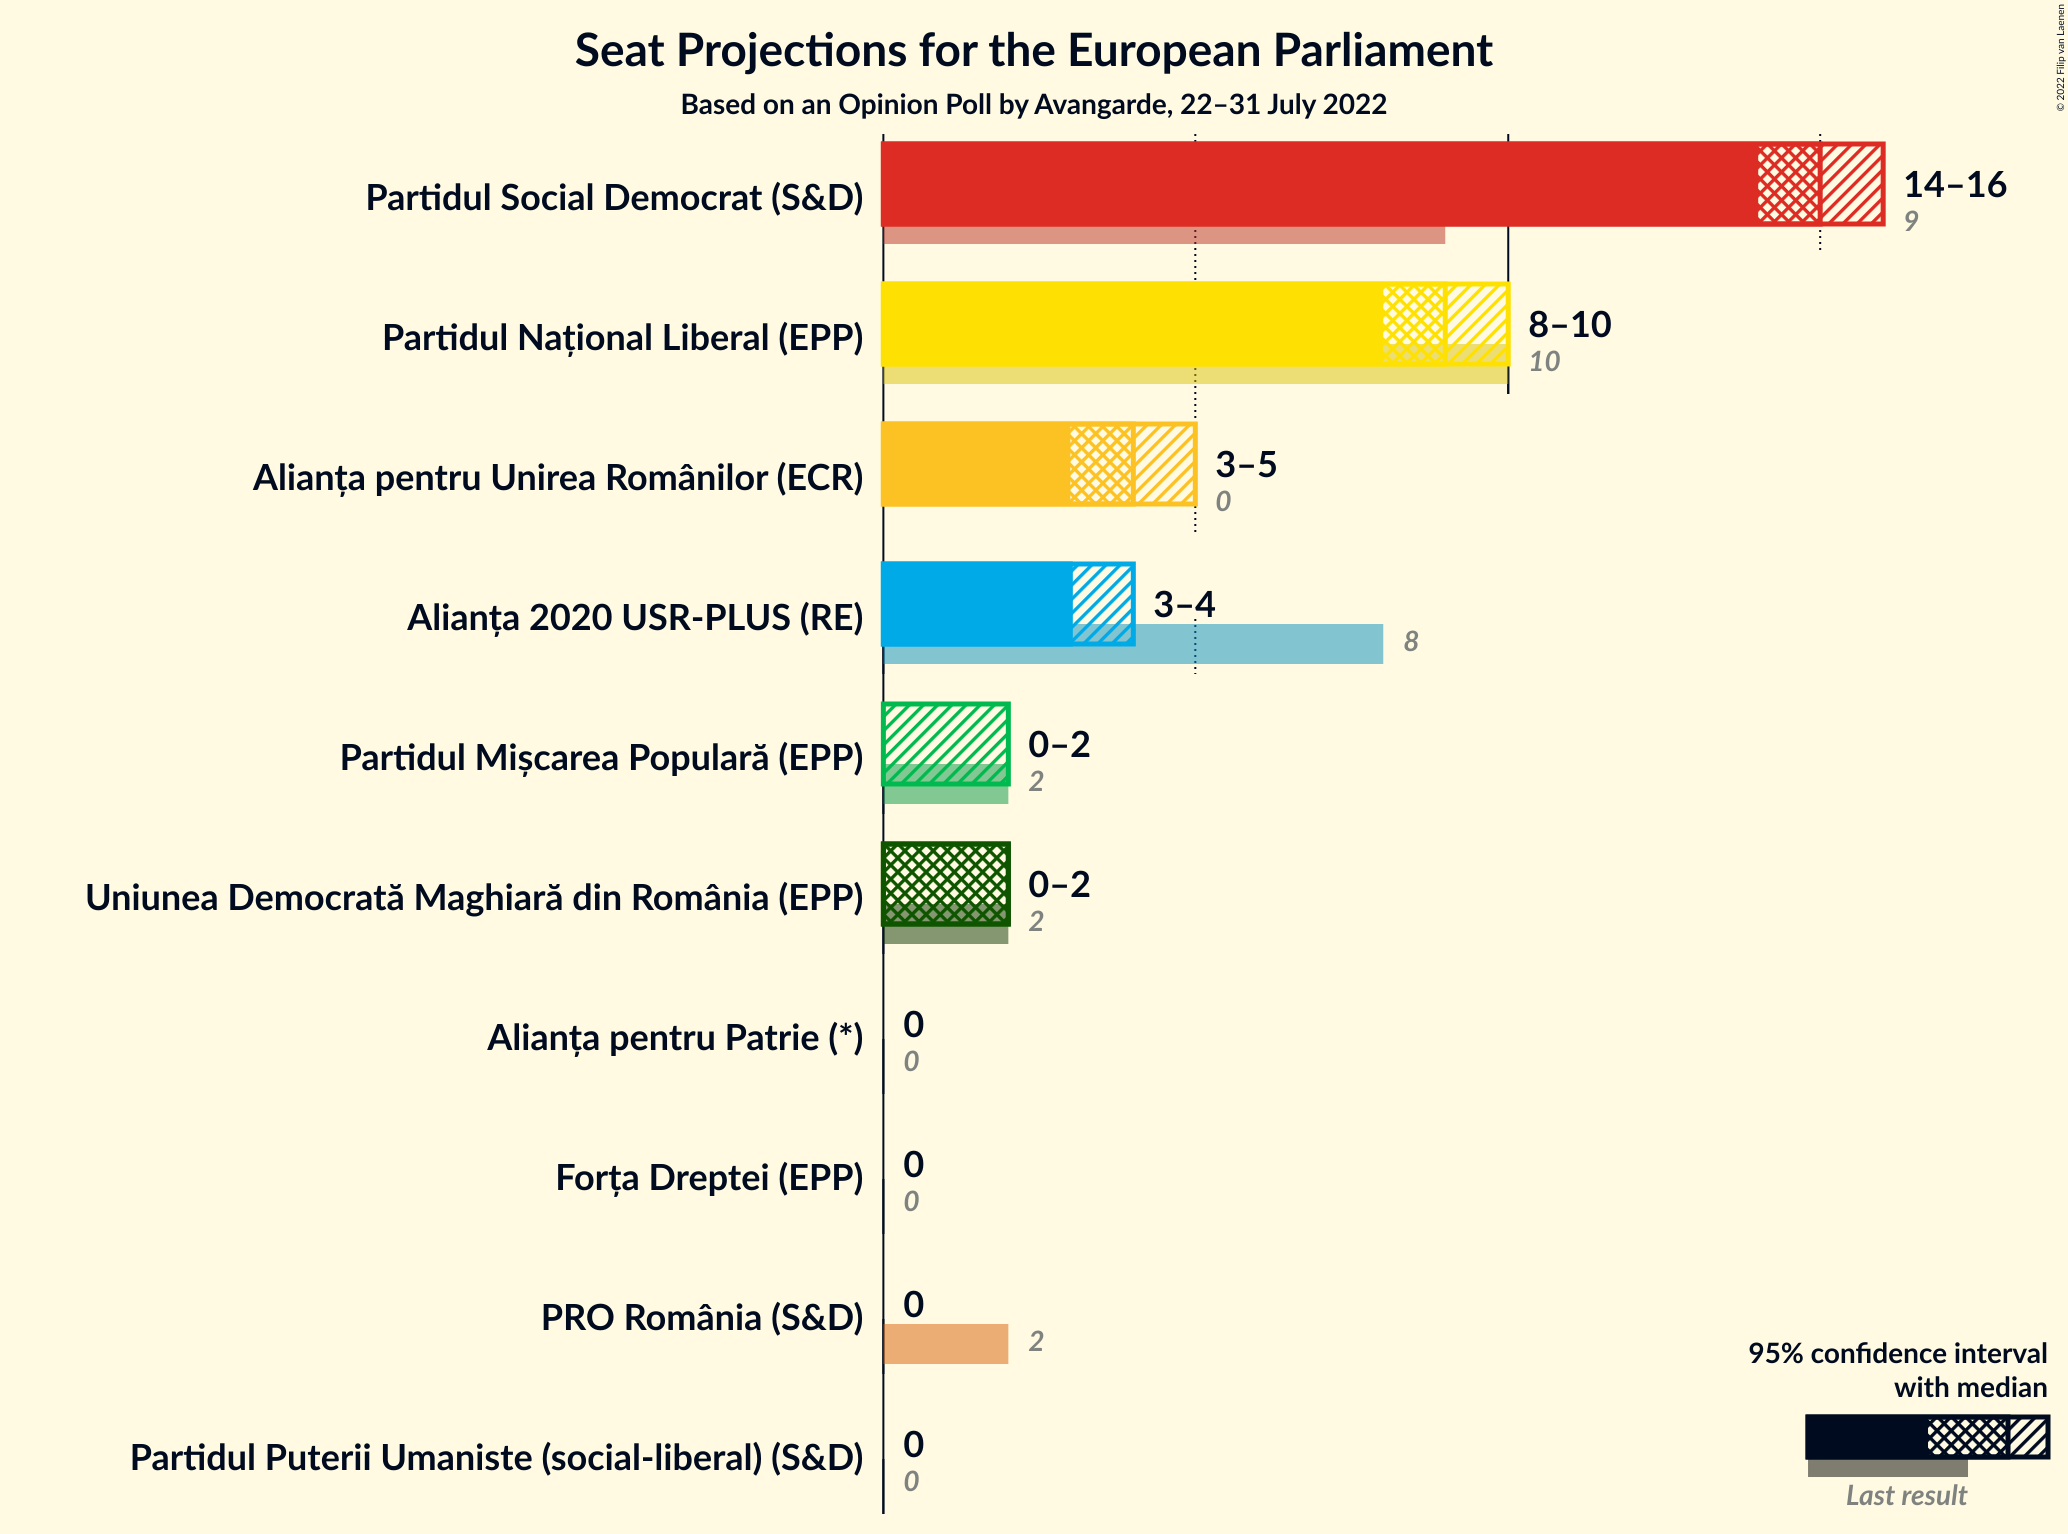 Seat Projections for the European Parliament
Based on an Opinion Poll by Avangarde, 22–31 July 2022
© 2022 Filip van Laenen
Partidul Social Democrat (S&D)
14–16
9
Partidul Național Liberal (EPP)
8–10
10
Alianța pentru Unirea Românilor (ECR)
3–5
0
Alianța 2020 USR-PLUS (RE)
3–4
8
Partidul Mișcarea Populară (EPP)
0–2
2
Uniunea Democrată Maghiară din România (EPP)
0–2
2
Alianța pentru Patrie (*)
0
0
Forța Dreptei (EPP)
0
0
PRO România (S&D)
0
2
Partidul Puterii Umaniste (social-liberal) (S&D)
0
0
95% confidence interval
with median
Last result